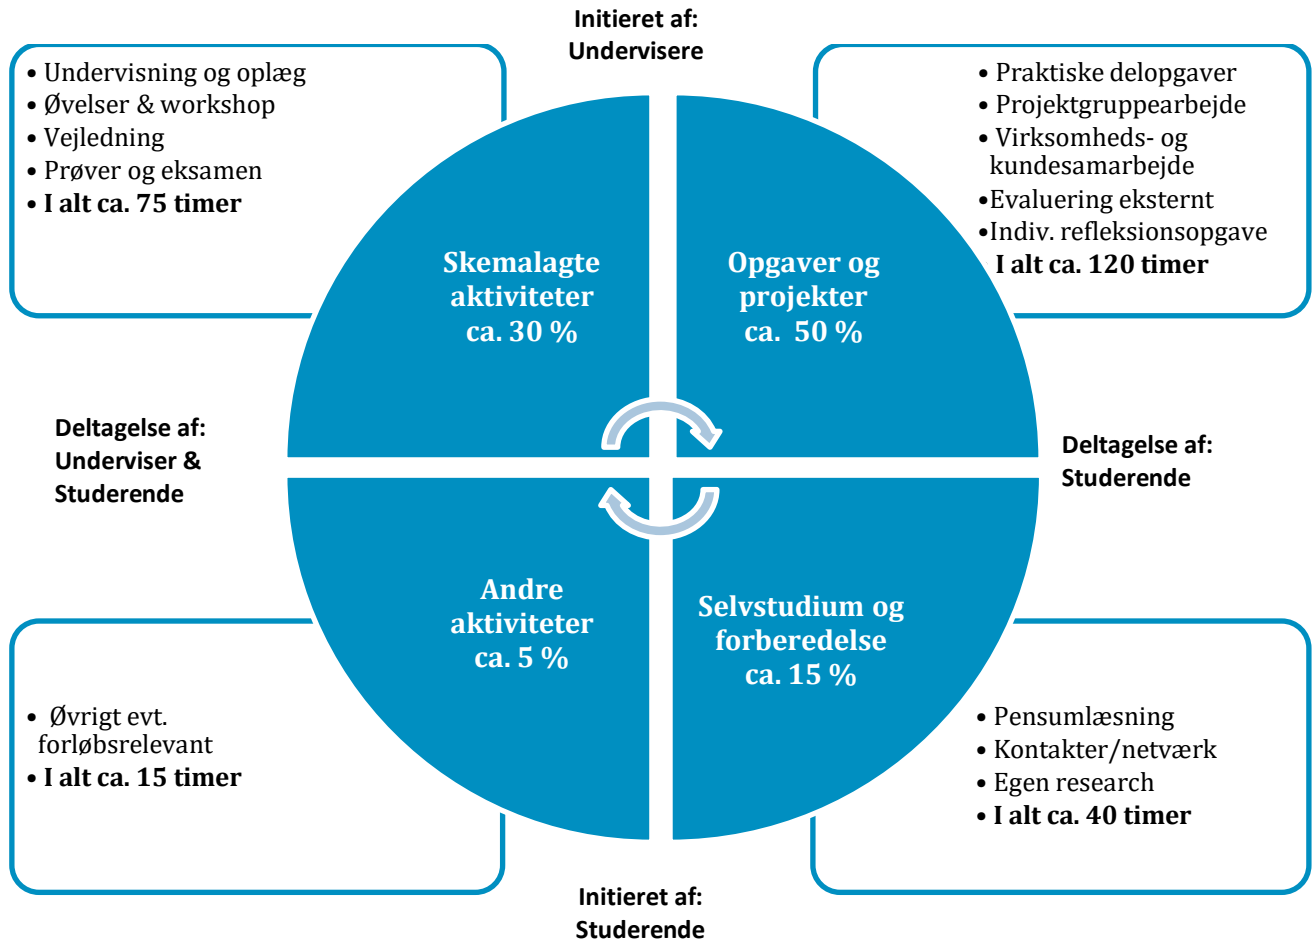 Initieret af:
Undervisere
• Undervisning og oplæg
• Øvelser & workshop
• Vejledning
• Prøver og eksamen
• I alt ca. 75 timer
• Praktiske delopgaver
• Projektgruppearbejde
• Virksomheds- og
kundesamarbejde
•Evaluering eksternt
•Indiv. refleksionsopgave
I alt ca. 120 timer
Skemalagte
aktiviteter
ca. 30 %
Opgaver og
projekter
ca. 50 %
Deltagelse af:
Underviser &
Studerende
Deltagelse af:
Studerende
Andre
aktiviteter
ca. 5 %
Selvstudium og
forberedelse
ca. 15 %
• Øvrigt evt.
forløbsrelevant
• I alt ca. 15 timer
• Pensumlæsning
• Kontakter/netværk
• Egen research
• I alt ca. 40 timer
Initieret af:
Studerende